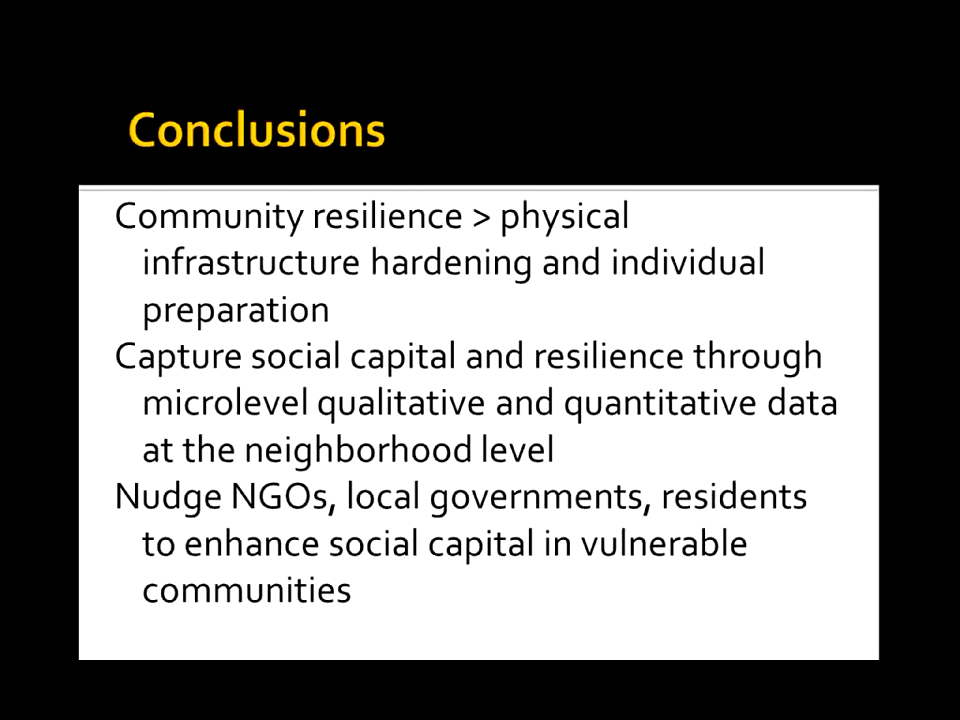 Conclusions
Community resilience > physical
infrastructure hardening and individual
preparation
Capture social capital and resilience through
microlevel qualitative and quantitative data
at the neighborhood level
Nudge NGOs, local governments, residents
to enhance social capital in vulnerable
communities